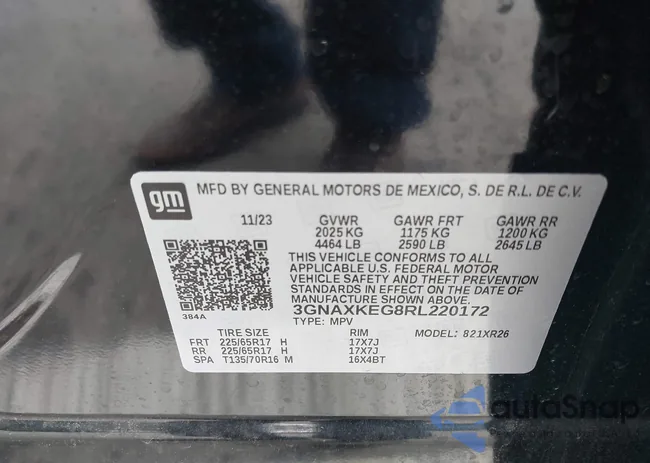 gm MFD BY GENERAL MOTORS DE MEXICO, S. DE R.L. DE C.V.
11/23 GVWR GAWR FRT GAWR RR
2025 KG 1175 KG 1200 KG
4464 LB 2590 LB 2645 LB
THIS VEHICLE CONFORMS TO ALL
APPLICABLE U.S. FEDERAL MOTOR
VEHICLE SAFETY AND THEFT PREVENTION
STANDARDS IN EFFECT ON THE DATE OF
MANUFACTURE SHOWN ABOVE.
384A
3GNAXKEG8RL220172
TYPE: MPV
TIRE SIZE RIM MODEL: 821XR26
FRT 225/65R17 H 17X7J
RR 225/65R17 H 17X7J
SPA T135/70R16 M 16X4BT
autoSnap